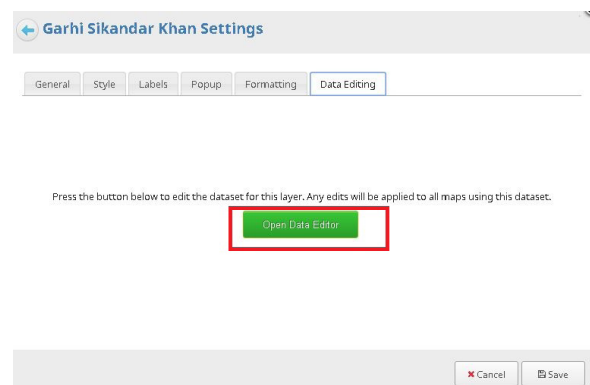 Garhi Sikandar Khan Settings
General Style Labels Popup Formatting Data Editing
Press the button below to edit the dataset for this layer. Any edits will be applied to all maps using this dataset.
Open Data Editor
Cancel Save